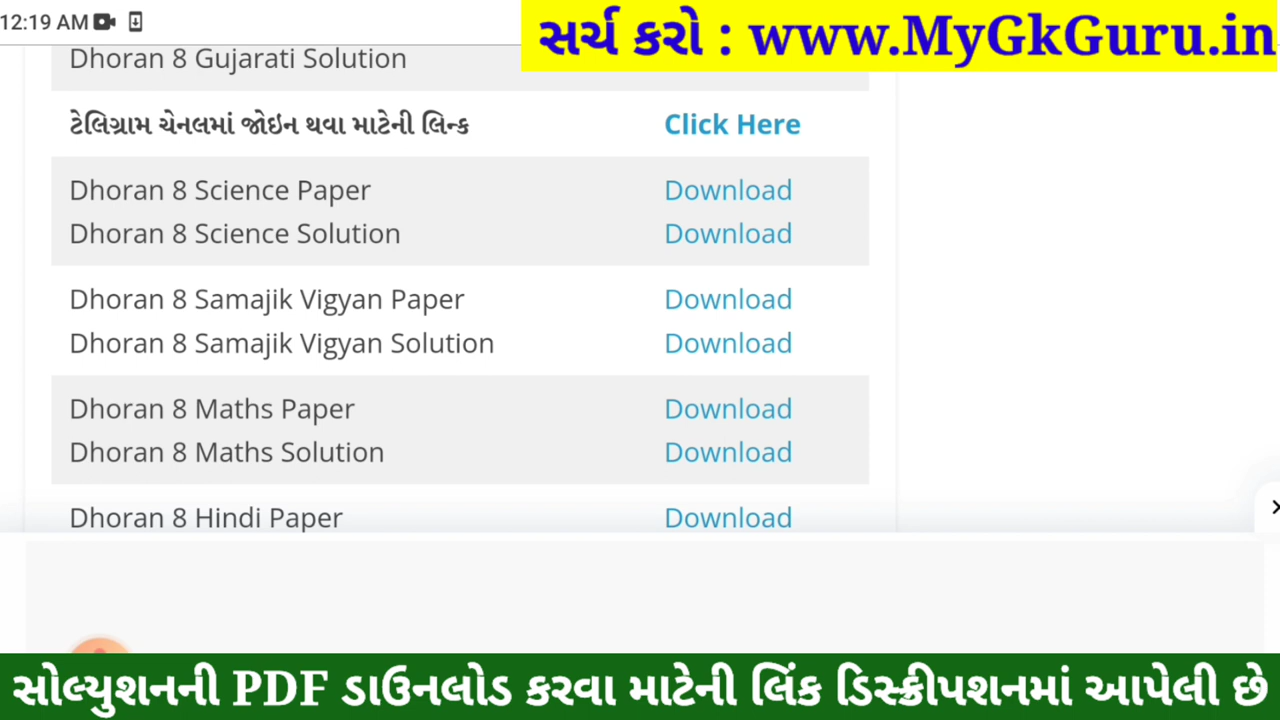 12:19 AM
સર્ચ કરો : www.MyGkGuru.in
Dhoran 8 Gujarati Solution
ટેલિગ્રામ ચેનલમાં જોઇન થવા માટેની લિન્ક Click Here
Dhoran 8 Science Paper Download
Dhoran 8 Science Solution Download
Dhoran 8 Samajik Vigyan Paper Download
Dhoran 8 Samajik Vigyan Solution Download
Dhoran 8 Maths Paper Download
Dhoran 8 Maths Solution Download
Dhoran 8 Hindi Paper Download
સોલ્યુશનની PDF ડાઉનલોડ કરવા માટેની લિંક ડિસ્ક્રીપશનમાં આપેલી છે